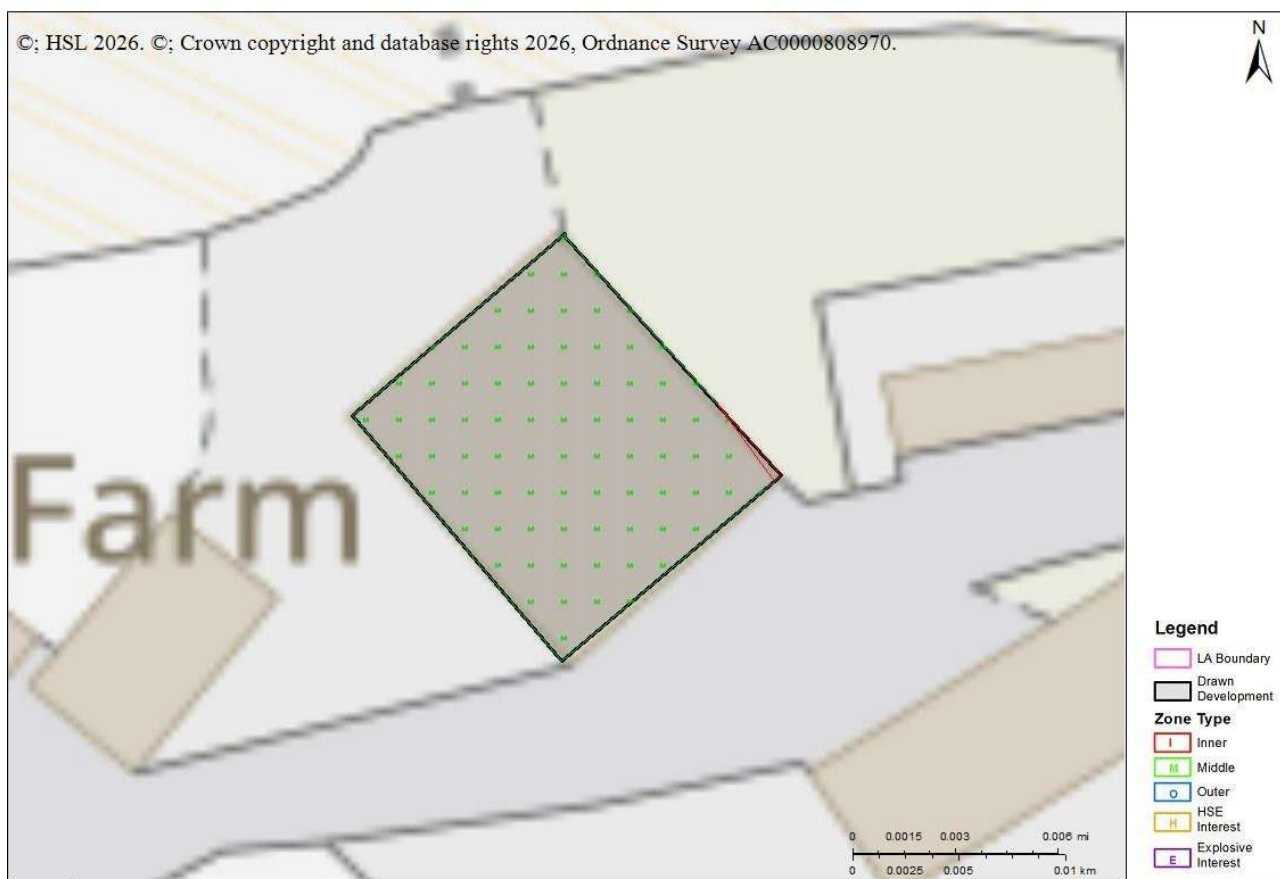 ©; HSL 2026. ©; Crown copyright and database rights 2026, Ordnance Survey AC0000808970.
N
Farm
Legend
LA Boundary
Drawn
Development
Zone Type
I Inner
M Middle
O Outer
H HSE
Interest
E Explosive
Interest
0 0.0015 0.003 0.006 mi
0 0.0025 0.005 0.01 km